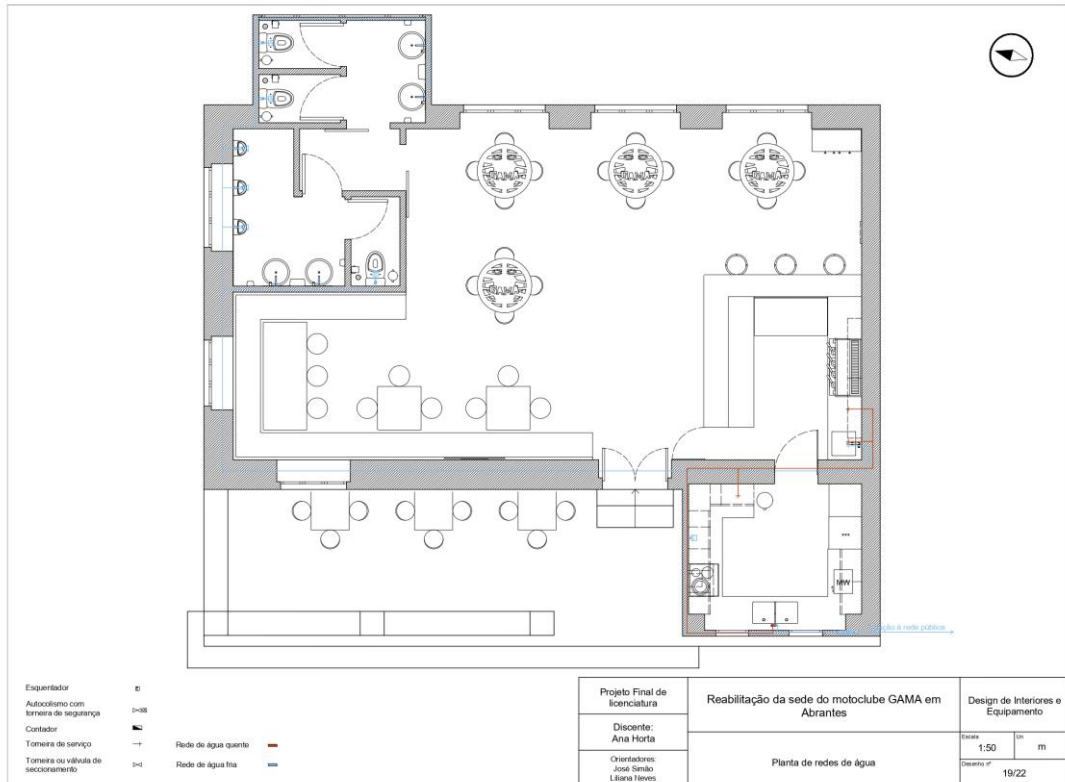 GAMA
GAMA
GAMA
GAMA
MW
ligação à rede pública
Esquentador
Autocolismo com
torneira de segurança
Contador
Torneira de serviço
Torneira ou válvula de
seccionamento
Rede de água quente
Rede de água fria
Projeto Final de
licenciatura
Discente:
Ana Horta
Orientadores:
José Simão
Liliana Neves
Reabilitação da sede do motoclube GAMA em
Abrantes
Planta de redes de água
Design de Interiores e
Equipamento
Escala
1:50
Un
m
Desenho nº
19/22